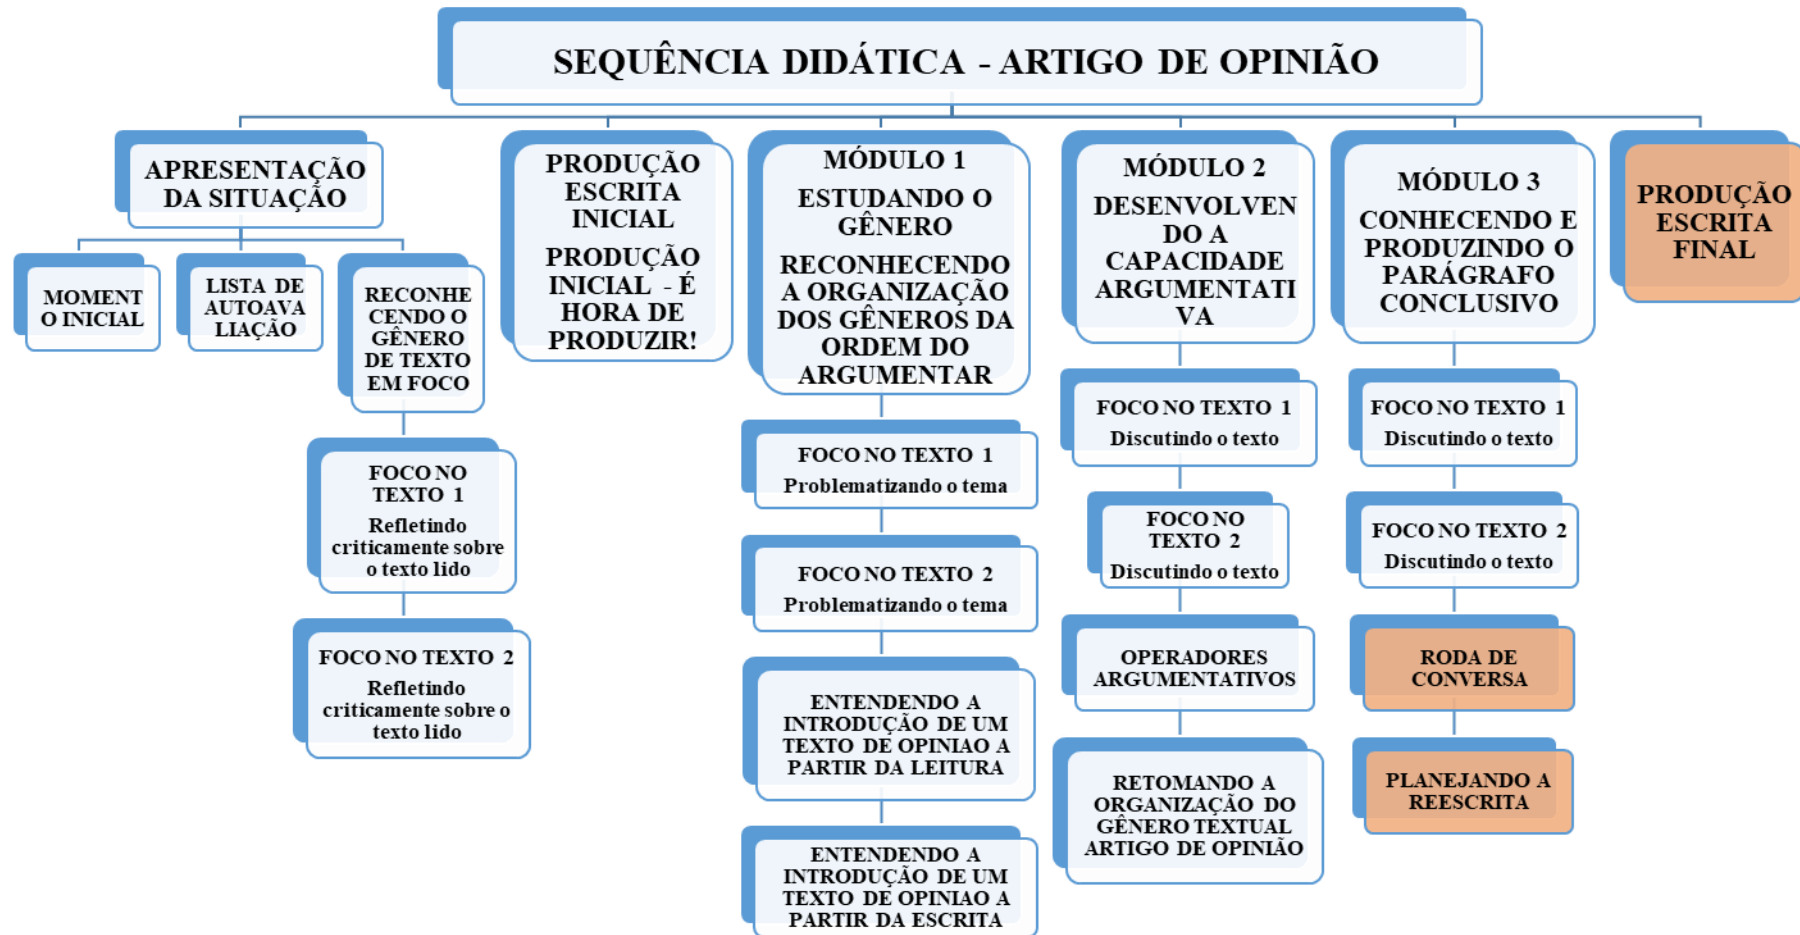 SEQUÊNCIA DIDÁTICA - ARTIGO DE OPINIÃO
APRESENTAÇÃO
DA SITUAÇÃO
MOMENT
O INICIAL
LISTA DE
AUTOAVA
LIAÇÃO
RECONHE
CENDO O
GÊNERO
DE TEXTO
EM FOCO
FOCO NO
TEXTO 1
Refletindo
criticamente sobre
o texto lido
FOCO NO TEXTO 2
Refletindo
criticamente sobre o
texto lido
PRODUÇÃO
ESCRITA
INICIAL
PRODUÇÃO
INICIAL - É
HORA DE
PRODUZIR!
MÓDULO 1
ESTUDANDO O
GÊNERO
RECONHECENDO
A ORGANIZAÇÃO
DOS GÊNEROS DA
ORDEM DO
ARGUMENTAR
FOCO NO TEXTO 1
Problematizando o tema
FOCO NO TEXTO 2
Problematizando o tema
ENTENDENDO A
INTRODUÇÃO DE UM
TEXTO DE OPINIAO A
PARTIR DA LEITURA
ENTENDENDO A
INTRODUÇÃO DE UM
TEXTO DE OPINIAO A
PARTIR DA ESCRITA
MÓDULO 2
DESENVOLVEN
DO A
CAPACIDADE
ARGUMENTATI
VA
FOCO NO TEXTO 1
Discutindo o texto
FOCO NO
TEXTO 2
Discutindo o texto
OPERADORES
ARGUMENTATIVOS
RETOMANDO A
ORGANIZAÇÃO DO
GÊNERO TEXTUAL
ARTIGO DE OPINIÃO
MÓDULO 3
CONHECENDO E
PRODUZINDO O
PARÁGRAFO
CONCLUSIVO
FOCO NO TEXTO 1
Discutindo o texto
FOCO NO TEXTO 2
Discutindo o texto
RODA DE
CONVERSA
PLANEJANDO A
REESCRITA
PRODUÇÃO
ESCRITA
FINAL